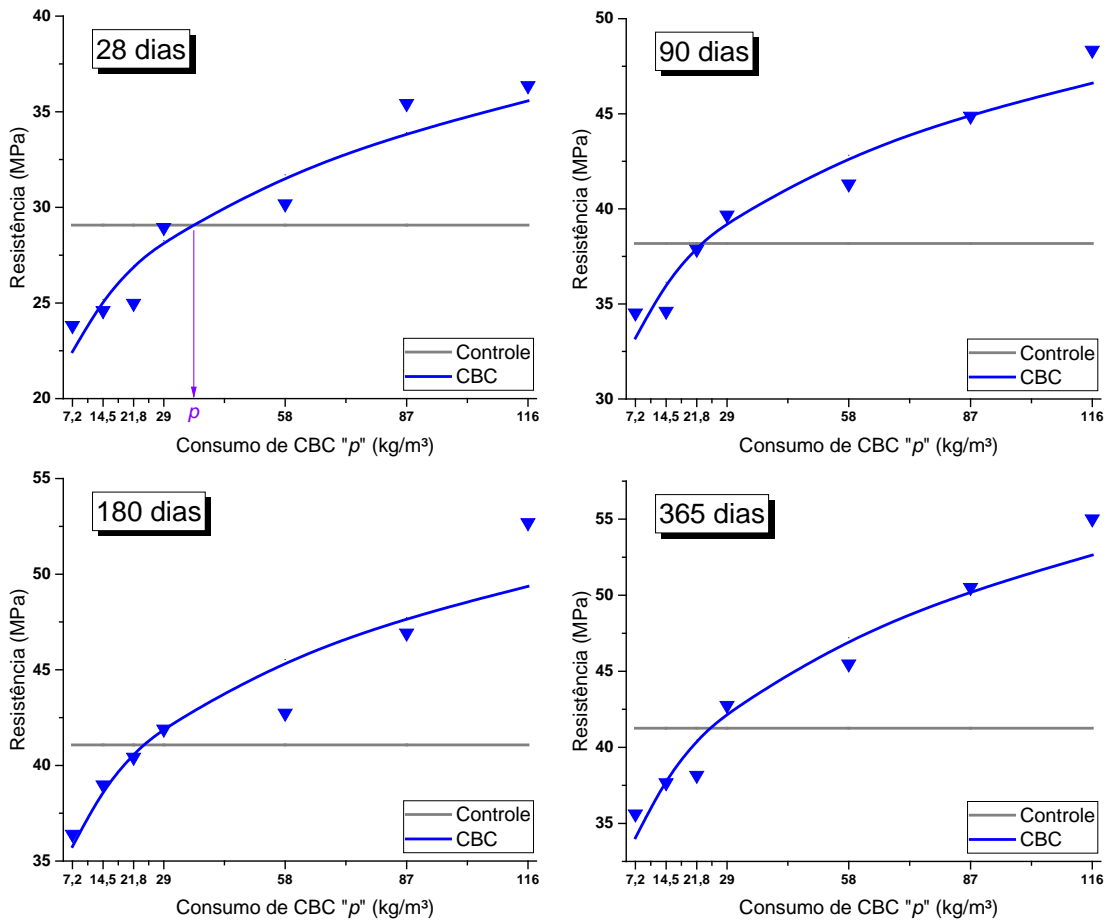 28 dias
40
35
30
25
20
Resistência (MPa)
Controle
CBC
p
7,2 14,5 21,8 29 58 87 116
Consumo de CBC "p" (kg/m³)
90 dias
50
45
40
35
30
Resistência (MPa)
Controle
CBC
7,2 14,5 21,8 29 58 87 116
Consumo de CBC "p" (kg/m³)
180 dias
55
50
45
40
35
Resistência (MPa)
Controle
CBC
7,2 14,5 21,8 29 58 87 116
Consumo de CBC "p" (kg/m³)
365 dias
55
50
45
40
35
Resistência (MPa)
Controle
CBC
7,2 14,5 21,8 29 58 87 116
Consumo de CBC "p" (kg/m³)